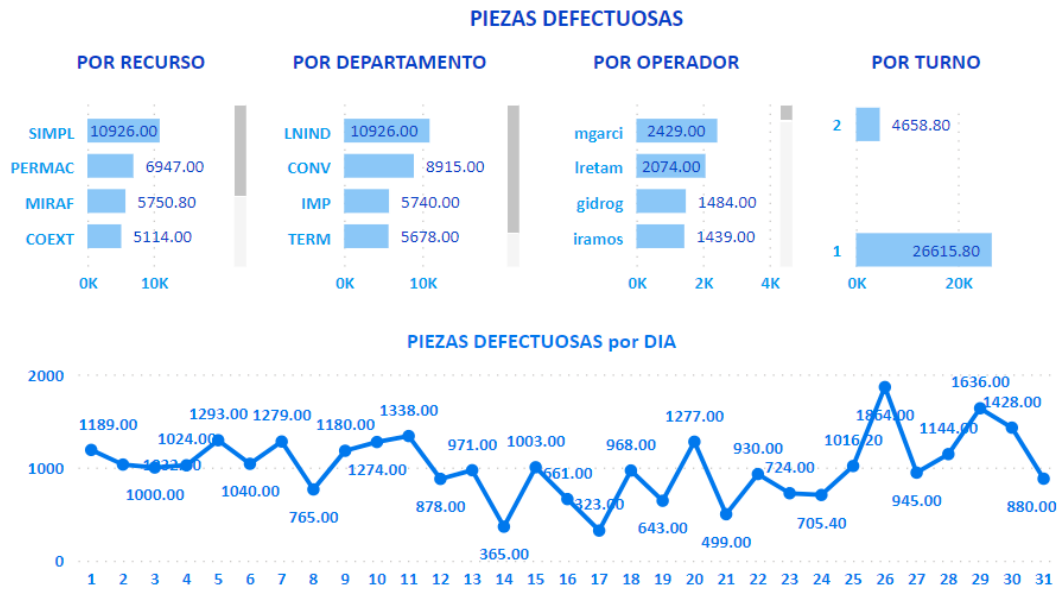 PIEZAS DEFECTUOSAS
POR RECURSO
SIMPL 10926.00
PERMAC 6947.00
MIRAF 5750.80
COEXT 5114.00
0K 10K
POR DEPARTAMENTO
LNIND 10926.00
CONV 8915.00
IMP 5740.00
TERM 5678.00
0K 10K
POR OPERADOR
mgarci 2429.00
lretam 2074.00
gidrog 1484.00
iramos 1439.00
0K 2K 4K
POR TURNO
2 4658.80
1 26615.80
0K 20K
PIEZAS DEFECTUOSAS por DIA
2000
1000
0
1189.00 1032.00 1000.00 1024.00 1293.00 1040.00 1279.00 765.00 1180.00 1274.00 1338.00 878.00 971.00 365.00 1003.00 661.00 323.00 968.00 643.00 1277.00 499.00 930.00 724.00 705.40 1016.20 1864.00 945.00 1144.00 1636.00 1428.00 880.00
1 2 3 4 5 6 7 8 9 10 11 12 13 14 15 16 17 18 19 20 21 22 23 24 25 26 27 28 29 30 31